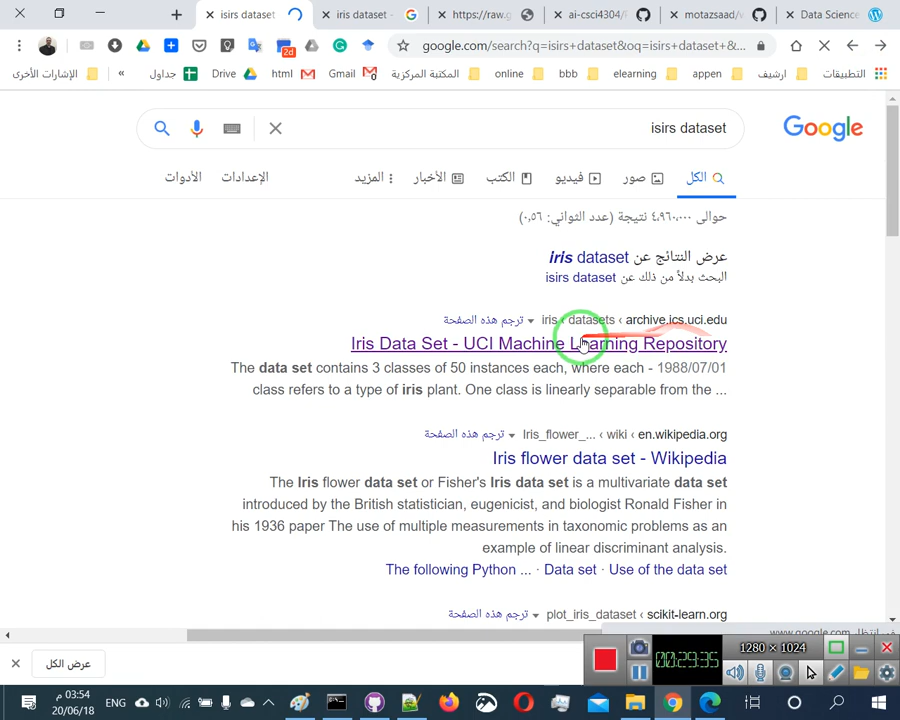 isirs dataset
iris dataset -
https://raw.g
ai-csci4304/
motazsaad/
Data Science
google.com/search?q=isirs+dataset&oq=isirs+dataset+&...
التطبيقات
ارشيف
appen
elearning
bbb
online
المكتبة المركزية
Gmail
html
Drive
جداول
»
الإشارات الأخرى
isirs dataset
Google
الكل
صور
فيديو
الكتب
الأخبار
المزيد
الإعدادات
الأدوات
حوالى ٤,٩٦٠,٠٠٠ نتيجة (عدد الثواني: ٠,٥٦)
عرض النتائج عن iris dataset
البحث بدلاً من ذلك عن isirs dataset
archive.ics.uci.edu › datasets › iris ▾ ترجم هذه الصفحة
Iris Data Set - UCI Machine Learning Repository
The data set contains 3 classes of 50 instances each, where each - 1988/07/01
class refers to a type of iris plant. One class is linearly separable from the ...
en.wikipedia.org › wiki › Iris_flower_... ▾ ترجم هذه الصفحة
Iris flower data set - Wikipedia
The Iris flower data set or Fisher's Iris data set is a multivariate data set
introduced by the British statistician, eugenicist, and biologist Ronald Fisher in
his 1936 paper The use of multiple measurements in taxonomic problems as an
example of linear discriminant analysis.
The following Python ... · Data set · Use of the data set
scikit-learn.org › plot_iris_dataset ▾ ترجم هذه الصفحة
عرض الكل
00:29:35
1280 × 1024
03:54 م
20/06/18
ENG